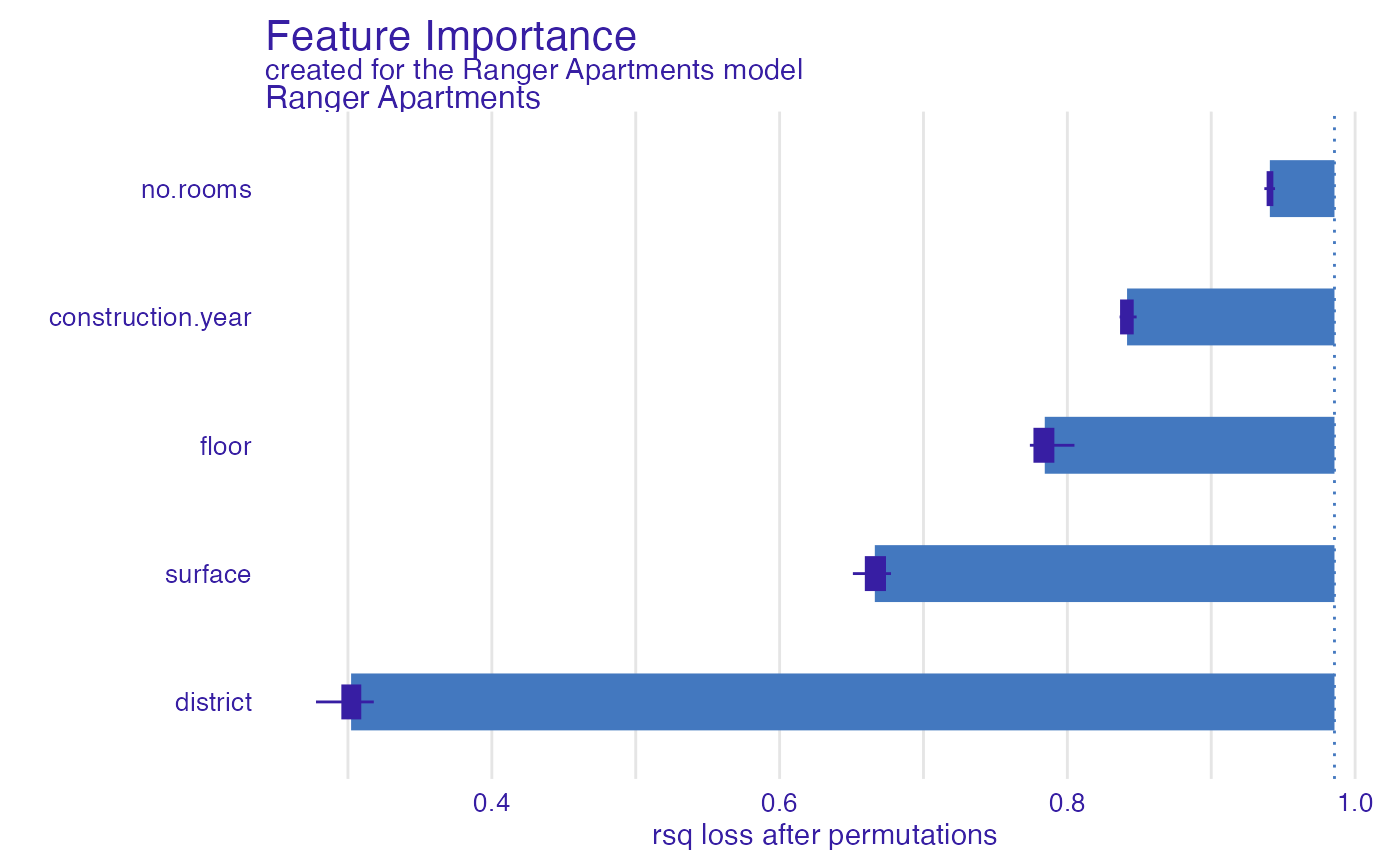 Feature Importance
created for the Ranger Apartments model
Ranger Apartments
no.rooms
construction.year
floor
surface
district
0.4 0.6 0.8 1.0
rsq loss after permutations